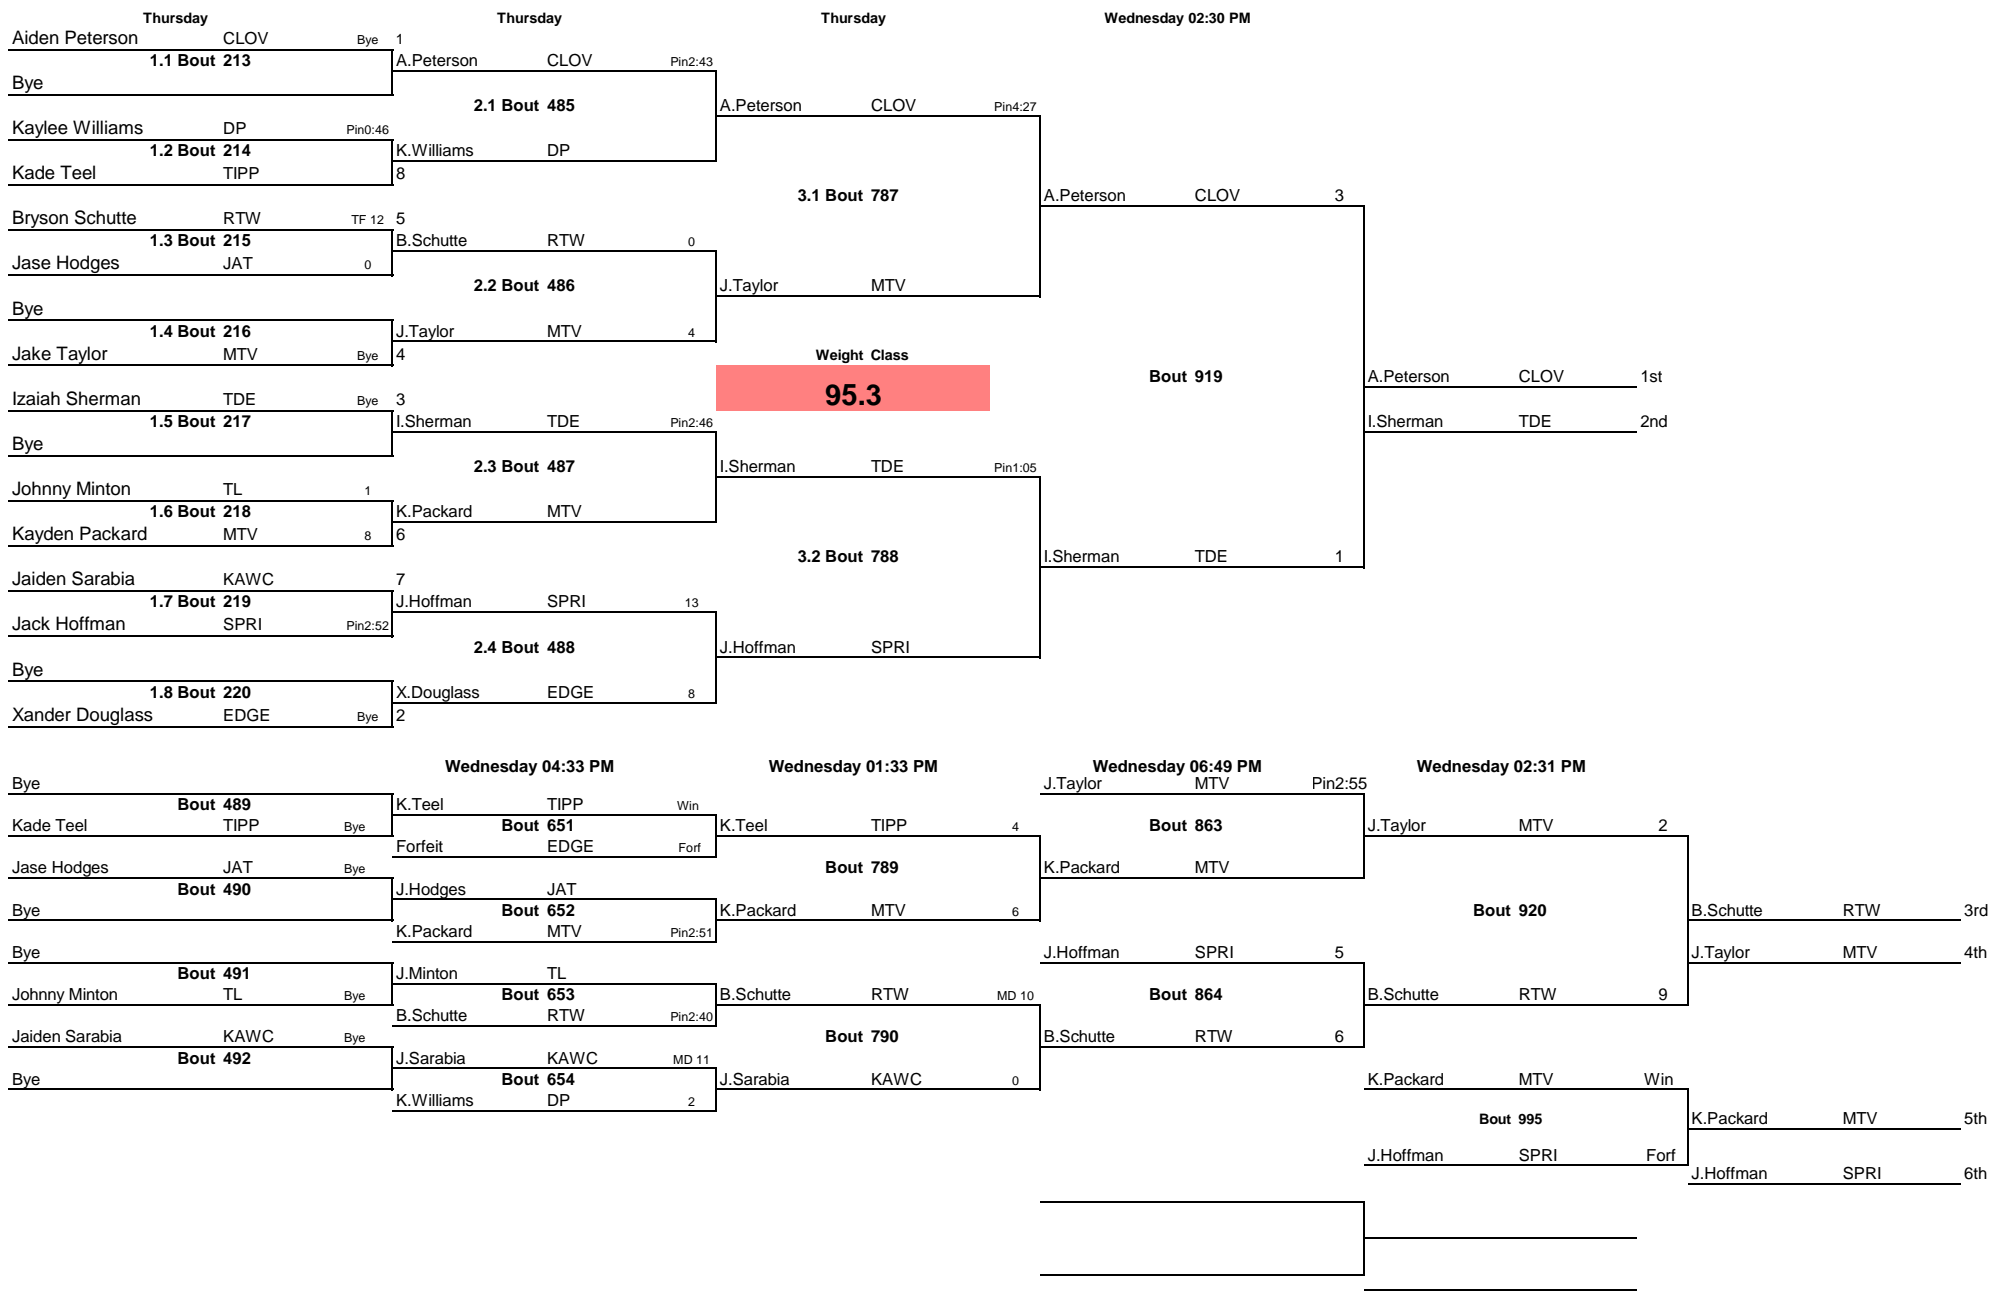 Thursday Thursday Thursday Wednesday 02:30 PM
Aiden Peterson CLOV Bye 1
1.1 Bout 213 A.Peterson CLOV Pin2:43
Bye
2.1 Bout 485 A.Peterson CLOV Pin4:27
Kaylee Williams DP Pin0:46
1.2 Bout 214 K.Williams DP
Kade Teel TIPP 8
3.1 Bout 787 A.Peterson CLOV 3
Bryson Schutte RTW TF 12 5
1.3 Bout 215 B.Schutte RTW 0
Jase Hodges JAT 0
2.2 Bout 486 J.Taylor MTV
Bye
1.4 Bout 216 J.Taylor MTV 4
Jake Taylor MTV Bye 4 Weight Class
Bout 919 A.Peterson CLOV 1st
95.3
Izaiah Sherman TDE Bye 3
1.5 Bout 217 I.Sherman TDE Pin2:46 I.Sherman TDE 2nd
Bye
2.3 Bout 487 I.Sherman TDE Pin1:05
Johnny Minton TL 1
1.6 Bout 218 K.Packard MTV
Kayden Packard MTV 8 6
3.2 Bout 788 I.Sherman TDE 1
Jaiden Sarabia KAWC 7
1.7 Bout 219 J.Hoffman SPRI 13
Jack Hoffman SPRI Pin2:52
2.4 Bout 488 J.Hoffman SPRI
Bye
1.8 Bout 220 X.Douglass EDGE 8
Xander Douglass EDGE Bye 2
Wednesday 04:33 PM Wednesday 01:33 PM Wednesday 06:49 PM Wednesday 02:31 PM
Bye J.Taylor MTV Pin2:55
Bout 489 K.Teel TIPP Win
Kade Teel TIPP Bye Bout 651 K.Teel TIPP 4 Bout 863 J.Taylor MTV 2
Forfeit EDGE Forf
Jase Hodges JAT Bye Bout 789 K.Packard MTV
Bout 490 J.Hodges JAT
Bye Bout 652 K.Packard MTV 6 Bout 920 B.Schutte RTW 3rd
K.Packard MTV Pin2:51
Bye J.Hoffman SPRI 5 J.Taylor MTV 4th
Bout 491 J.Minton TL
Johnny Minton TL Bye Bout 653 B.Schutte RTW MD 10 Bout 864 B.Schutte RTW 9
B.Schutte RTW Pin2:40
Jaiden Sarabia KAWC Bye Bout 790 B.Schutte RTW 6
Bout 492 J.Sarabia KAWC MD 11
Bye Bout 654 J.Sarabia KAWC 0 K.Packard MTV Win
K.Williams DP 2
Bout 995 K.Packard MTV 5th
J.Hoffman SPRI Forf
J.Hoffman SPRI 6th